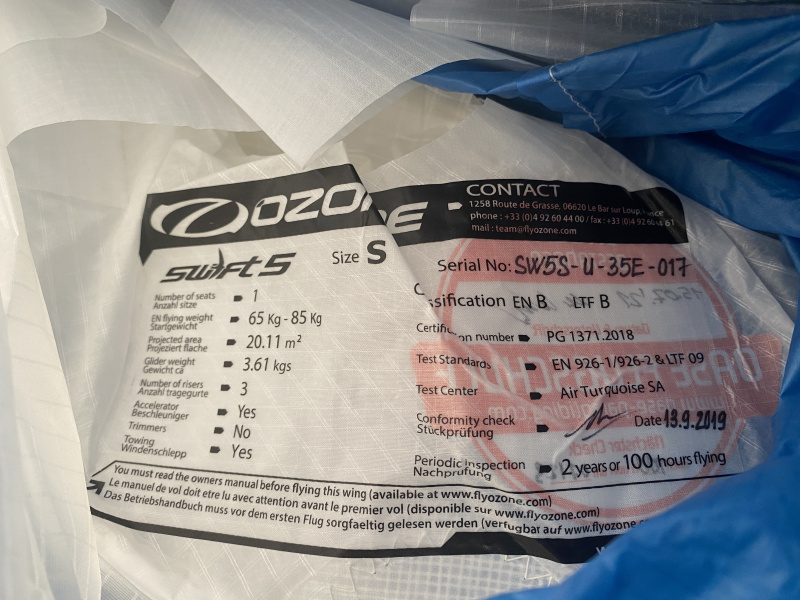 OZONE
CONTACT
1258 Route de Grasse, 06620 Le Bar sur Loup,
phone : +33 (0)4 92 60 44 00 / fax : +33 (0)4 92 61
mail : team@flyozone.com
SWIFT 5
Size S
Serial No: SW5S-U-35E-017
Number of seats 1
Anzahl sitze
EN flying weight 65 Kg - 85 Kg
Startgewicht
Projected area 20.11 m²
Projeziert flache
Glider weight 3.61 kgs
Gewicht ca
Number of risers 3
Anzahl tragegurte
Accelerator Yes
Beschleuniger
Trimmers No
Towing Yes
Windenschlepp
ssification EN B LTF B
Certific on number PG 1371.2018
Test Standards EN 926-1/926-2 & LTF 09
Test Center Air Turquoise SA
Conformity check Date 13.9.2019
Stückprüfung
Periodic inspection 2 years or 100 hours flying
Nachprüfung
You must read the owners manual before flying this wing (available at www.flyozone.com)
Le manuel de vol doit etre lu avec attention avant le premier vol (disponible sur www.flyozone.com)
Das Betriebshandbuch muss vor dem ersten Flug sorgfaeltig gelesen werden (verfugbar auf www.flyozone